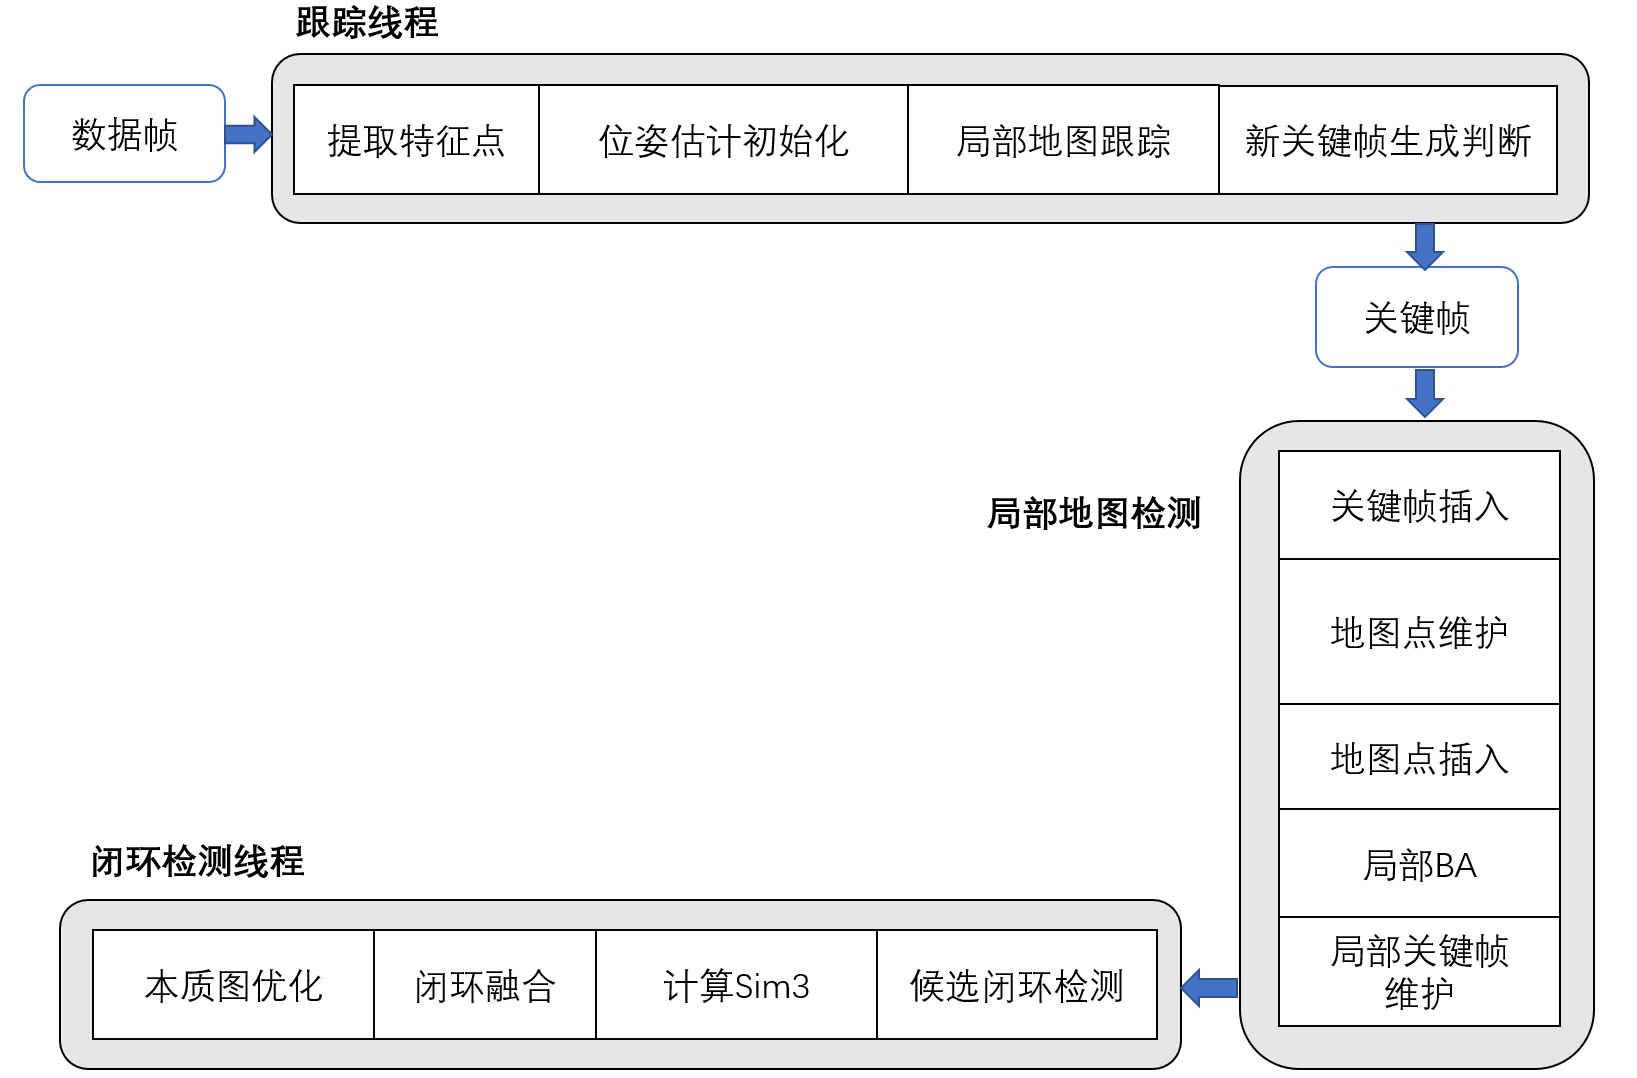 跟踪线程
数据帧
提取特征点
位姿估计初始化
局部地图跟踪
新关键帧生成判断
关键帧
局部地图检测
关键帧插入
地图点维护
地图点插入
局部BA
局部关键帧
维护
闭环检测线程
本质图优化
闭环融合
计算Sim3
候选闭环检测